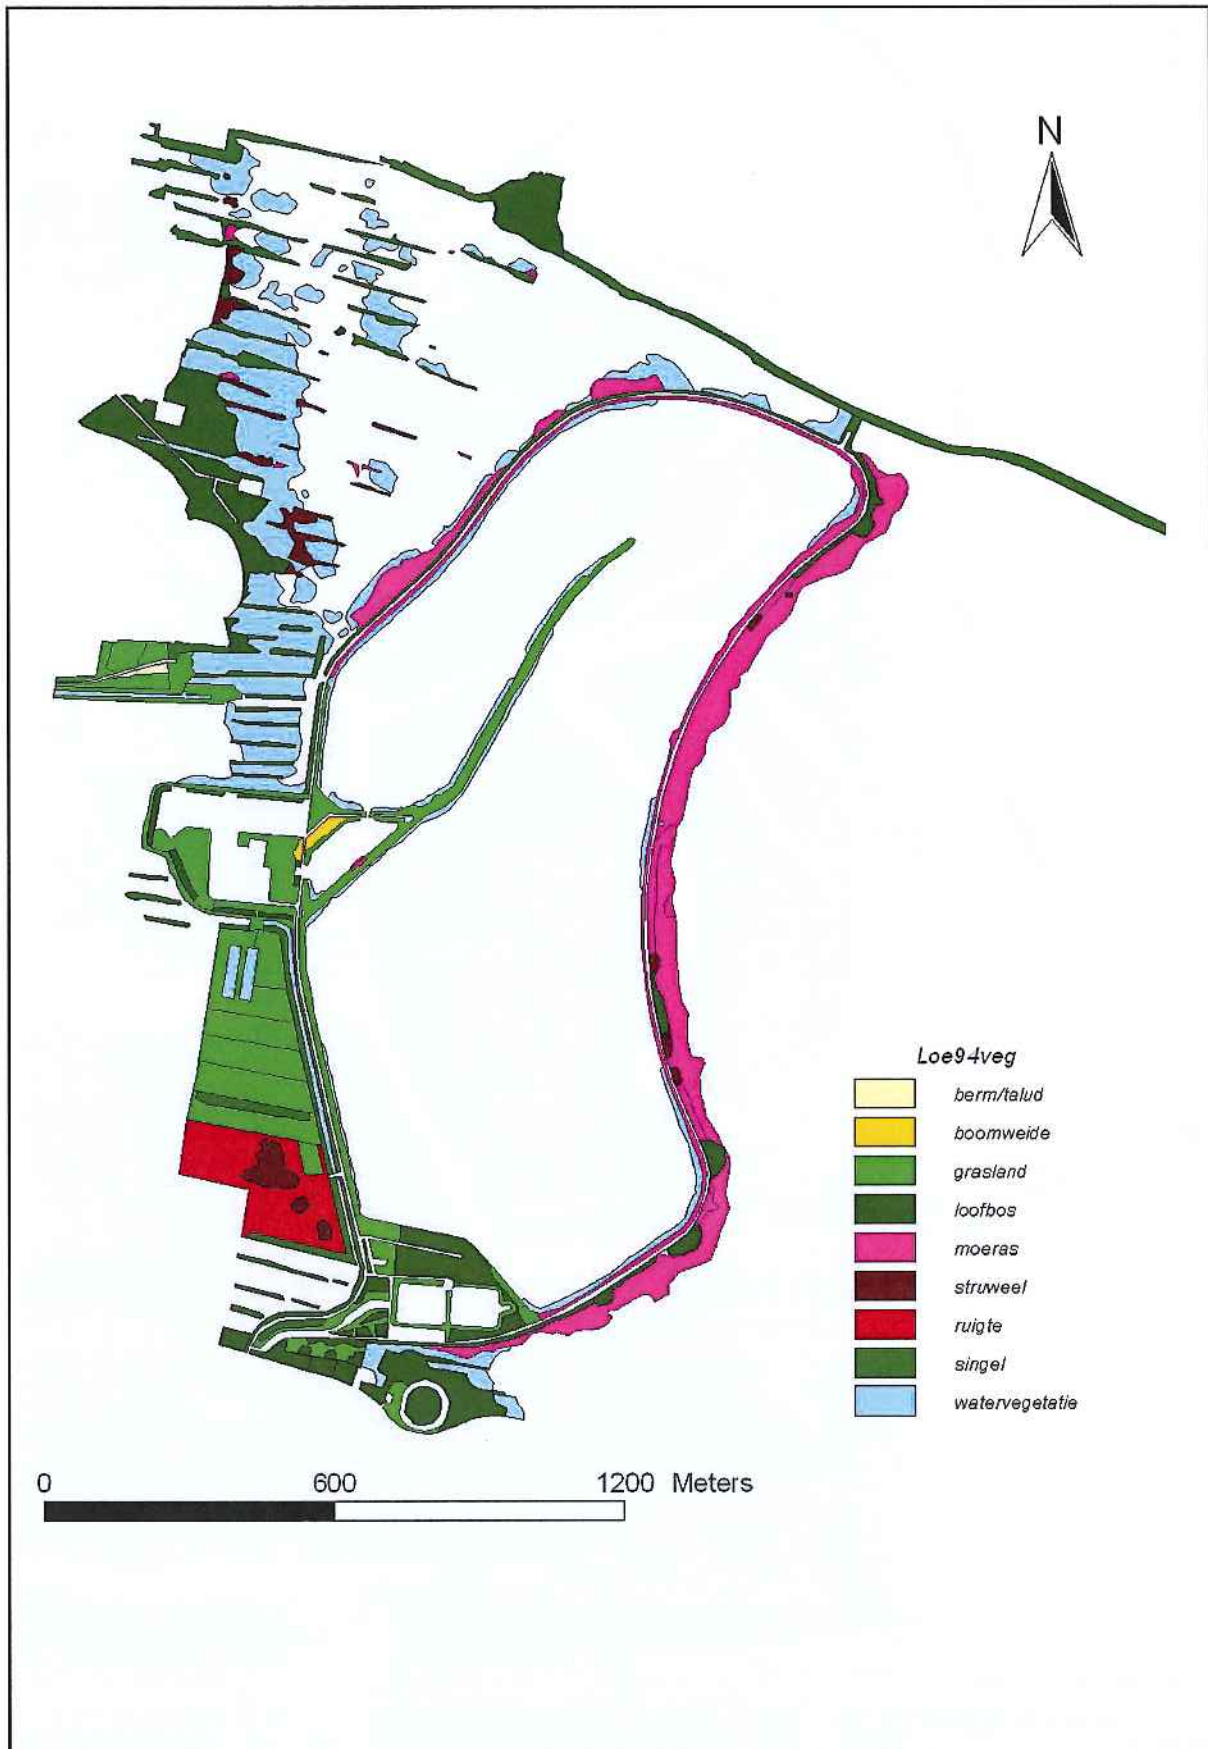 N
Loe94veg
berm/talud
boomweide
grasland
loofbos
moeras
struweel
ruigte
singel
watervegetatie
0 600 1200 Meters